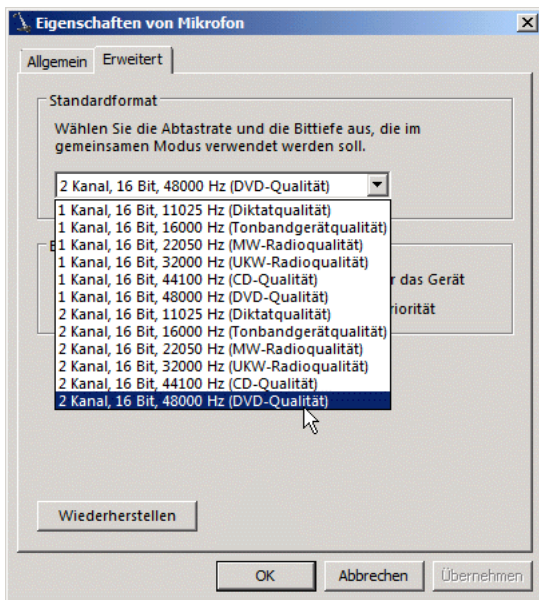 Eigenschaften von Mikrofon
Allgemein
Erweitert
Standardformat
Wählen Sie die Abtastrate und die Bittiefe aus, die im
gemeinsamen Modus verwendet werden soll.
2 Kanal, 16 Bit, 48000 Hz (DVD-Qualität)
1 Kanal, 16 Bit, 11025 Hz (Diktatqualität)
1 Kanal, 16 Bit, 16000 Hz (Tonbandgerätqualität)
1 Kanal, 16 Bit, 22050 Hz (MW-Radioqualität)
1 Kanal, 16 Bit, 32000 Hz (UKW-Radioqualität)
1 Kanal, 16 Bit, 44100 Hz (CD-Qualität)
1 Kanal, 16 Bit, 48000 Hz (DVD-Qualität)
2 Kanal, 16 Bit, 11025 Hz (Diktatqualität)
2 Kanal, 16 Bit, 16000 Hz (Tonbandgerätqualität)
2 Kanal, 16 Bit, 22050 Hz (MW-Radioqualität)
2 Kanal, 16 Bit, 32000 Hz (UKW-Radioqualität)
2 Kanal, 16 Bit, 44100 Hz (CD-Qualität)
2 Kanal, 16 Bit, 48000 Hz (DVD-Qualität)
das Gerät
Wiederherstellen
OK
Abbrechen
Übernehmen